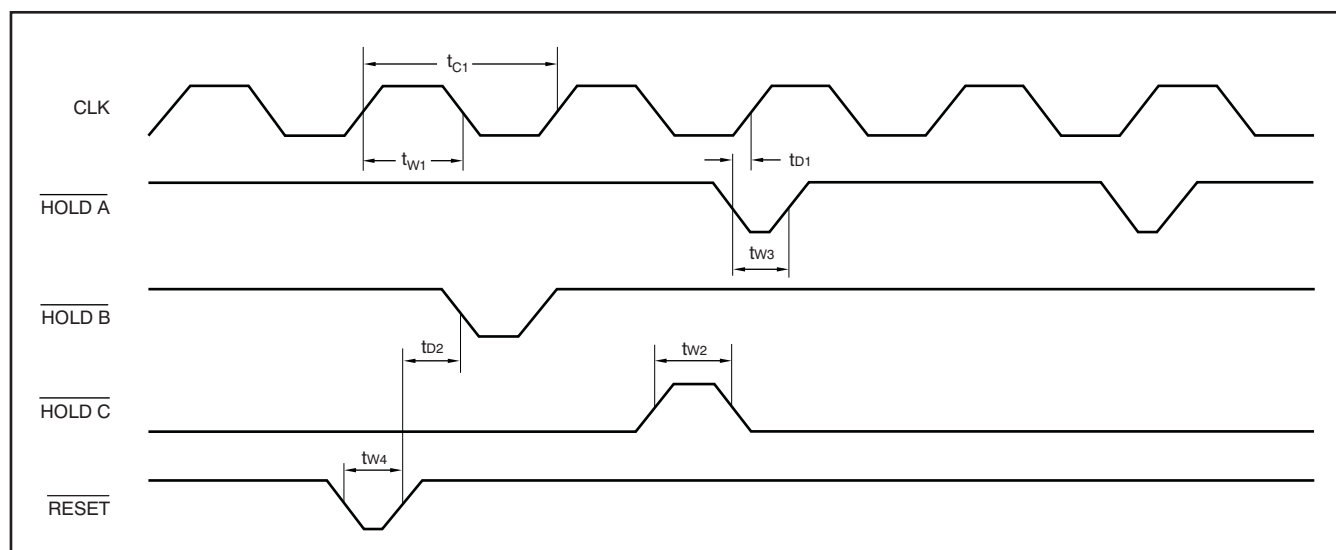 tC1
CLK
tW1
tD1
HOLD A
tW3
HOLD B
tD2
tW2
HOLD C
tW4
RESET